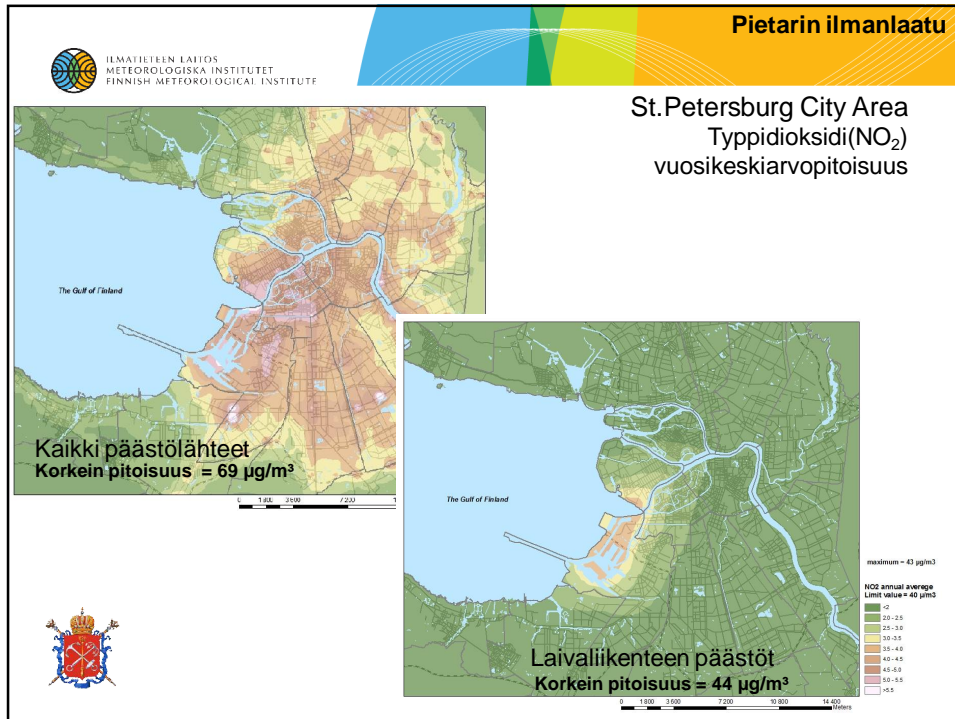 Pietarin ilmanlaatu
ILMATIETEEN LAITOS
METEOROLOGISKA INSTITUTET
FINNISH METEOROLOGICAL INSTITUTE
St.Petersburg City Area
Typpidioksidi(NO₂)
vuosikeskiarvopitoisuus
The Gulf of Finland
Kaikki päästölähteet
Korkein pitoisuus = 69 µg/m³
0 1 800 3 600 7 200
The Gulf of Finland
maximum = 43 µg/m3
NO2 annual averege
Limit value = 40 µ/m3
<2
2.0 - 2.5
2.5 - 3.0
3.0 -3.5
3.5 - 4.0
4.0 - 4.5
4.5 -5.0
5.0 - 5.5
>5.5
Laivaliikenteen päästöt
Korkein pitoisuus = 44 µg/m³
0 1 800 3 600 7 200 10 800 14 400
Meters